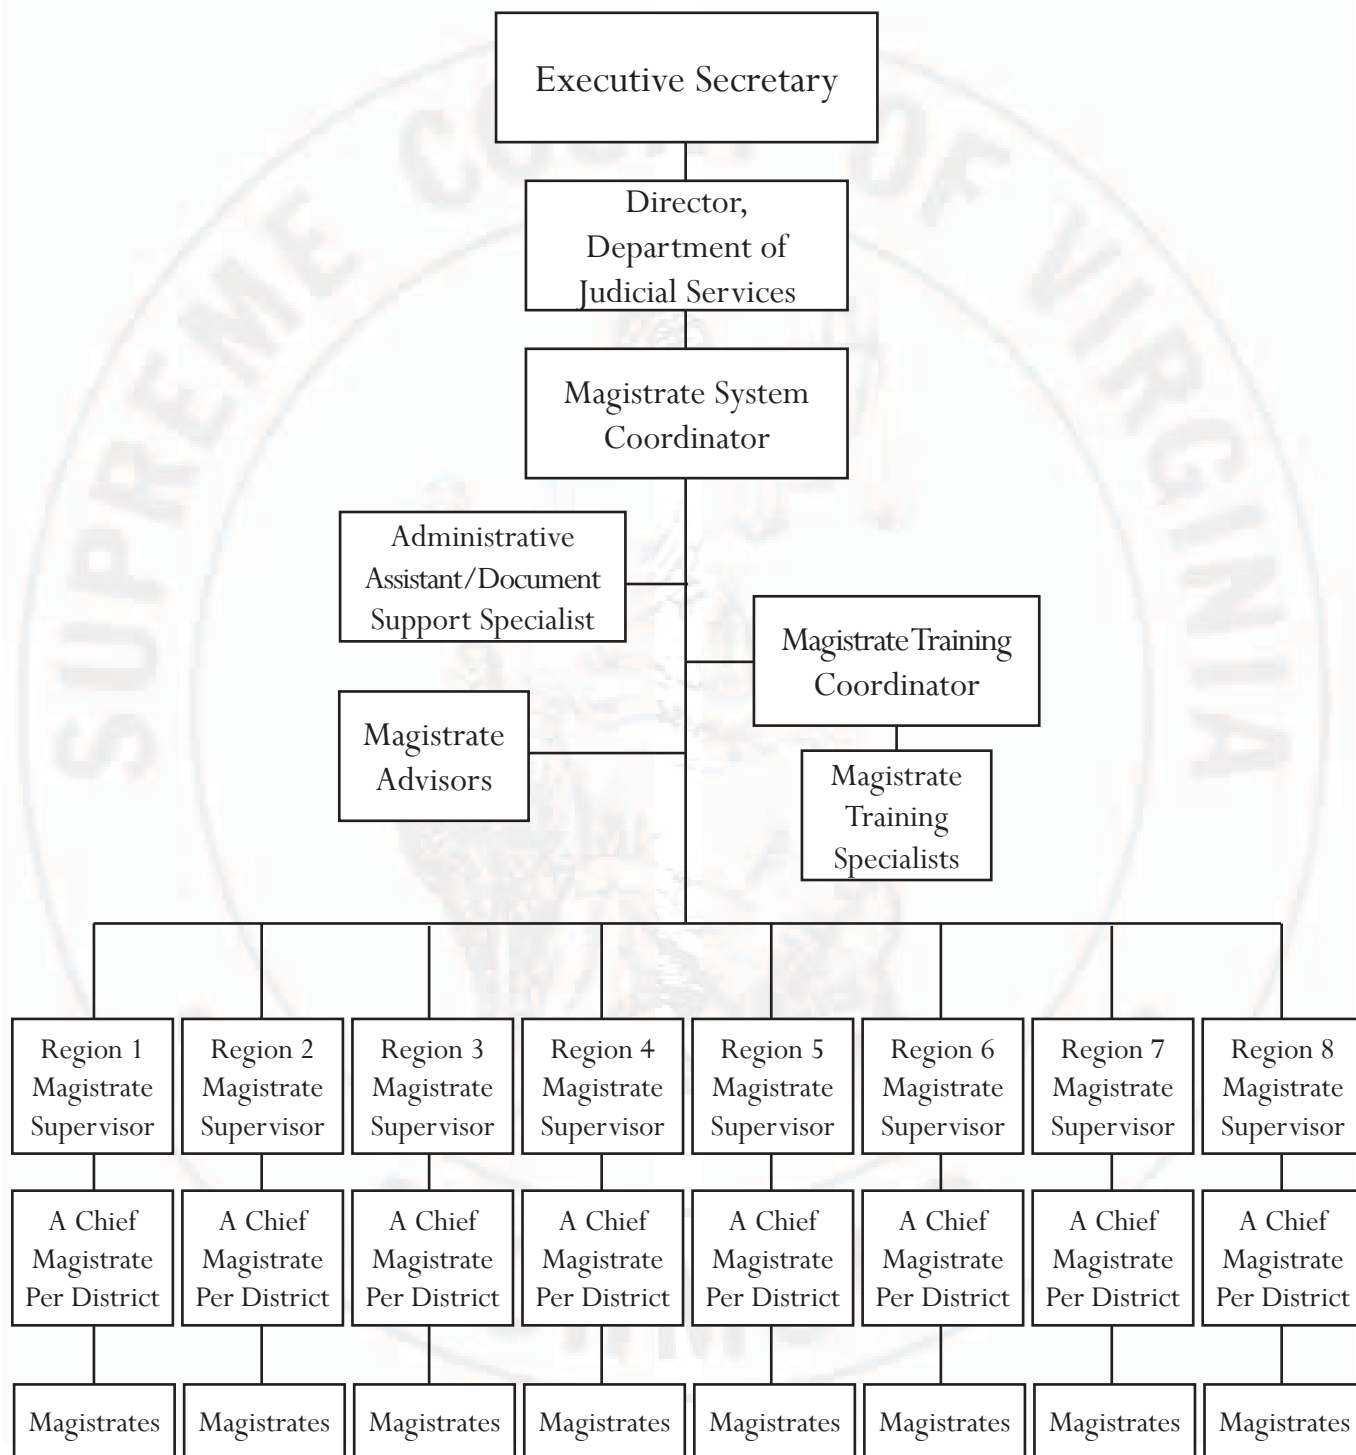 Executive Secretary
Director,
Department of
Judicial Services
Magistrate System
Coordinator
Administrative
Assistant/Document
Support Specialist
Magistrate Training
Coordinator
Magistrate
Advisors
Magistrate
Training
Specialists
Region 1
Magistrate
Supervisor
Region 2
Magistrate
Supervisor
Region 3
Magistrate
Supervisor
Region 4
Magistrate
Supervisor
Region 5
Magistrate
Supervisor
Region 6
Magistrate
Supervisor
Region 7
Magistrate
Supervisor
Region 8
Magistrate
Supervisor
A Chief
Magistrate
Per District
A Chief
Magistrate
Per District
A Chief
Magistrate
Per District
A Chief
Magistrate
Per District
A Chief
Magistrate
Per District
A Chief
Magistrate
Per District
A Chief
Magistrate
Per District
A Chief
Magistrate
Per District
Magistrates
Magistrates
Magistrates
Magistrates
Magistrates
Magistrates
Magistrates
Magistrates
SUPREME COURT OF VIRGINIA